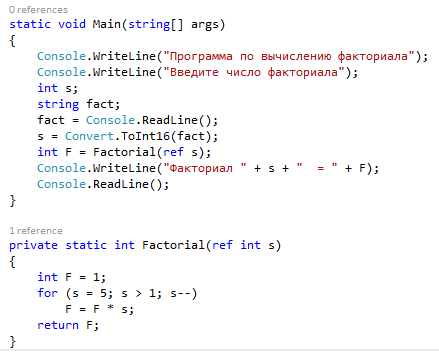 0 references
static void Main(string[] args)
{
    Console.WriteLine("Программа по вычислению факториала");
    Console.WriteLine("Введите число факториала");
    int s;
    string fact;
    fact = Console.ReadLine();
    s = Convert.ToInt16(fact);
    int F = Factorial(ref s);
    Console.WriteLine("Факториал " + s + "  = " + F);
    Console.ReadLine();
}
1 reference
private static int Factorial(ref int s)
{
    int F = 1;
    for (s = 5; s > 1; s--)
        F = F * s;
    return F;
}